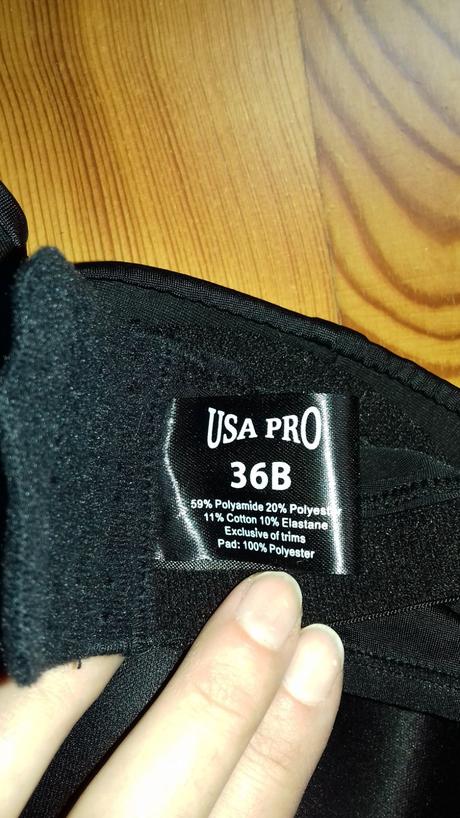 USA PRO
36B
59% Polyamide 20% Polyester
11% Cotton 10% Elastane
Exclusive of trims
Pad: 100% Polyester